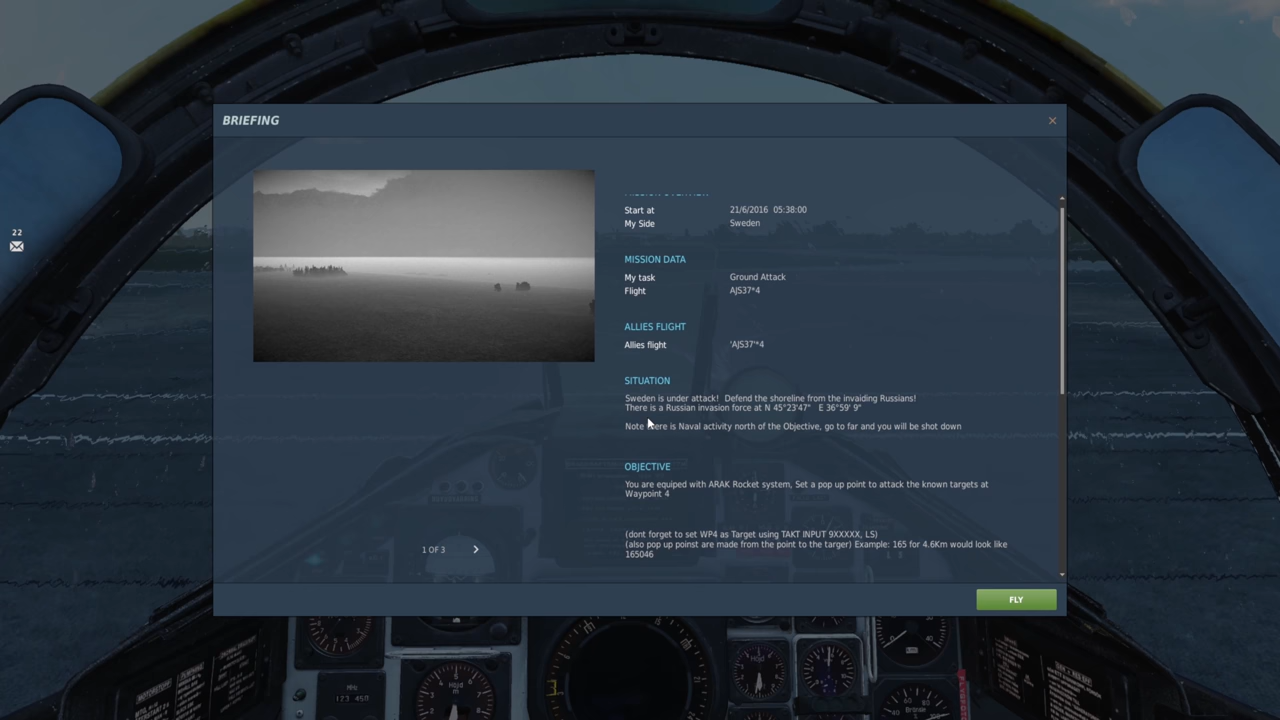 BRIEFING
×
22
Start at 21/6/2016 05:38:00
My Side Sweden
MISSION DATA
My task Ground Attack
Flight AJS37*4
ALLIES FLIGHT
Allies flight 'AJS37'*4
SITUATION
Sweden is under attack! Defend the shoreline from the invaiding Russians!
There is a Russian invasion force at N 45°23'47" E 36°59' 9"
Note there is Naval activity north of the Objective, go to far and you will be shot down
OBJECTIVE
You are equiped with ARAK Rocket system, Set a pop up point to attack the known targets at
Waypoint 4
(dont forget to set WP4 as Target using TAKT INPUT 9XXXXX, LS)
(also pop up poinst are made from the point to the targer) Example: 165 for 4.6Km would look like
165046
1 OF 3
FLY
MHz
123 450
Höjd
m
Höjd
Bränsle